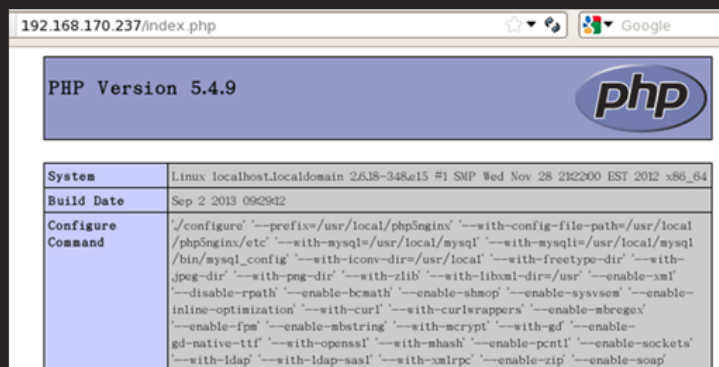 192.168.170.237/index.php
Google
PHP Version 5.4.9
php
System Linux localhost.localdomain 2.6.18-348.el5 #1 SMP Wed Nov 28 21:22:00 EST 2012 x86_64
Build Date Sep 2 2013 09:29:12
Configure './configure' '--prefix=/usr/local/php5nginx' '--with-config-file-path=/usr/local
Command /php5nginx/etc' '--with-mysql=/usr/local/mysql' '--with-mysqli=/usr/local/mysql
/bin/mysql_config' '--with-iconv-dir=/usr/local' '--with-freetype-dir' '--with-
jpeg-dir' '--with-png-dir' '--with-zlib' '--with-libxml-dir=/usr' '--enable-xml'
'--disable-rpath' '--enable-bcmath' '--enable-shmop' '--enable-sysvsem' '--enable-
inline-optimization' '--with-curl' '--with-curlwrappers' '--enable-mbregex'
'--enable-fpm' '--enable-mbstring' '--with-mcrypt' '--with-gd' '--enable-
gd-native-ttf' '--with-openssl' '--with-mhash' '--enable-pcntl' '--enable-sockets'
'--with-ldap' '--with-ldap-sasl' '--with-xmlrpc' '--enable-zip' '--enable-soap'